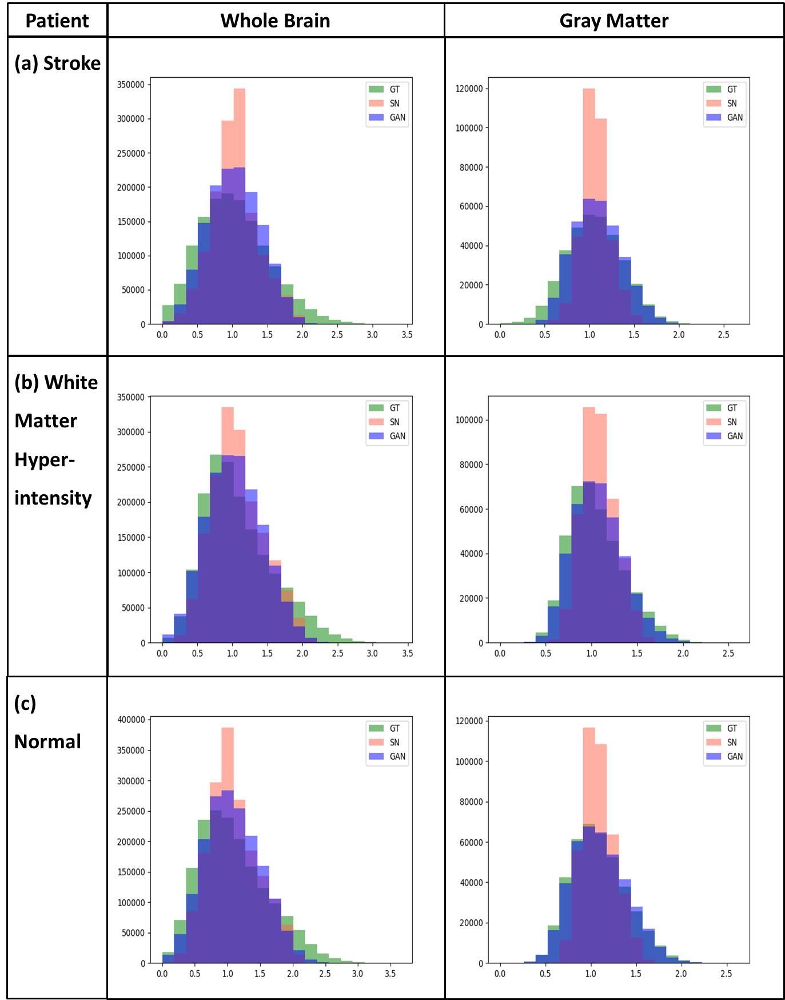 Patient Whole Brain Gray Matter
(a) Stroke
350000
300000
250000
200000
150000
100000
50000
0
0.0 0.5 1.0 1.5 2.0 2.5 3.0 3.5
GT
SN
GAN
120000
100000
80000
60000
40000
20000
0
0.0 0.5 1.0 1.5 2.0 2.5
GT
SN
GAN
(b) White
Matter
Hyper-
intensity
350000
300000
250000
200000
150000
100000
50000
0
0.0 0.5 1.0 1.5 2.0 2.5 3.0 3.5
GT
SN
GAN
100000
80000
60000
40000
20000
0
0.0 0.5 1.0 1.5 2.0 2.5
GT
SN
GAN
(c)
Normal
400000
350000
300000
250000
200000
150000
100000
50000
0
0.0 0.5 1.0 1.5 2.0 2.5 3.0 3.5
GT
SN
GAN
120000
100000
80000
60000
40000
20000
0
0.0 0.5 1.0 1.5 2.0 2.5
GT
SN
GAN